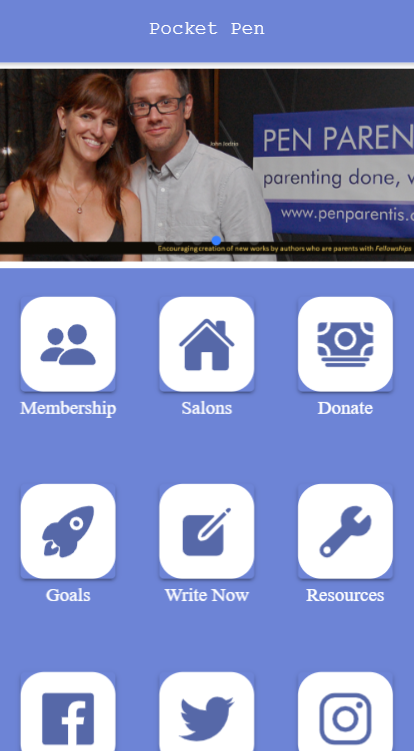 Pocket Pen
John Isidro
PEN PAREN
parenting done, w
www.penparentis.o
Encouraging creation of new works by authors who are parents with Fellowships
Membership
Salons
Donate
Goals
Write Now
Resources